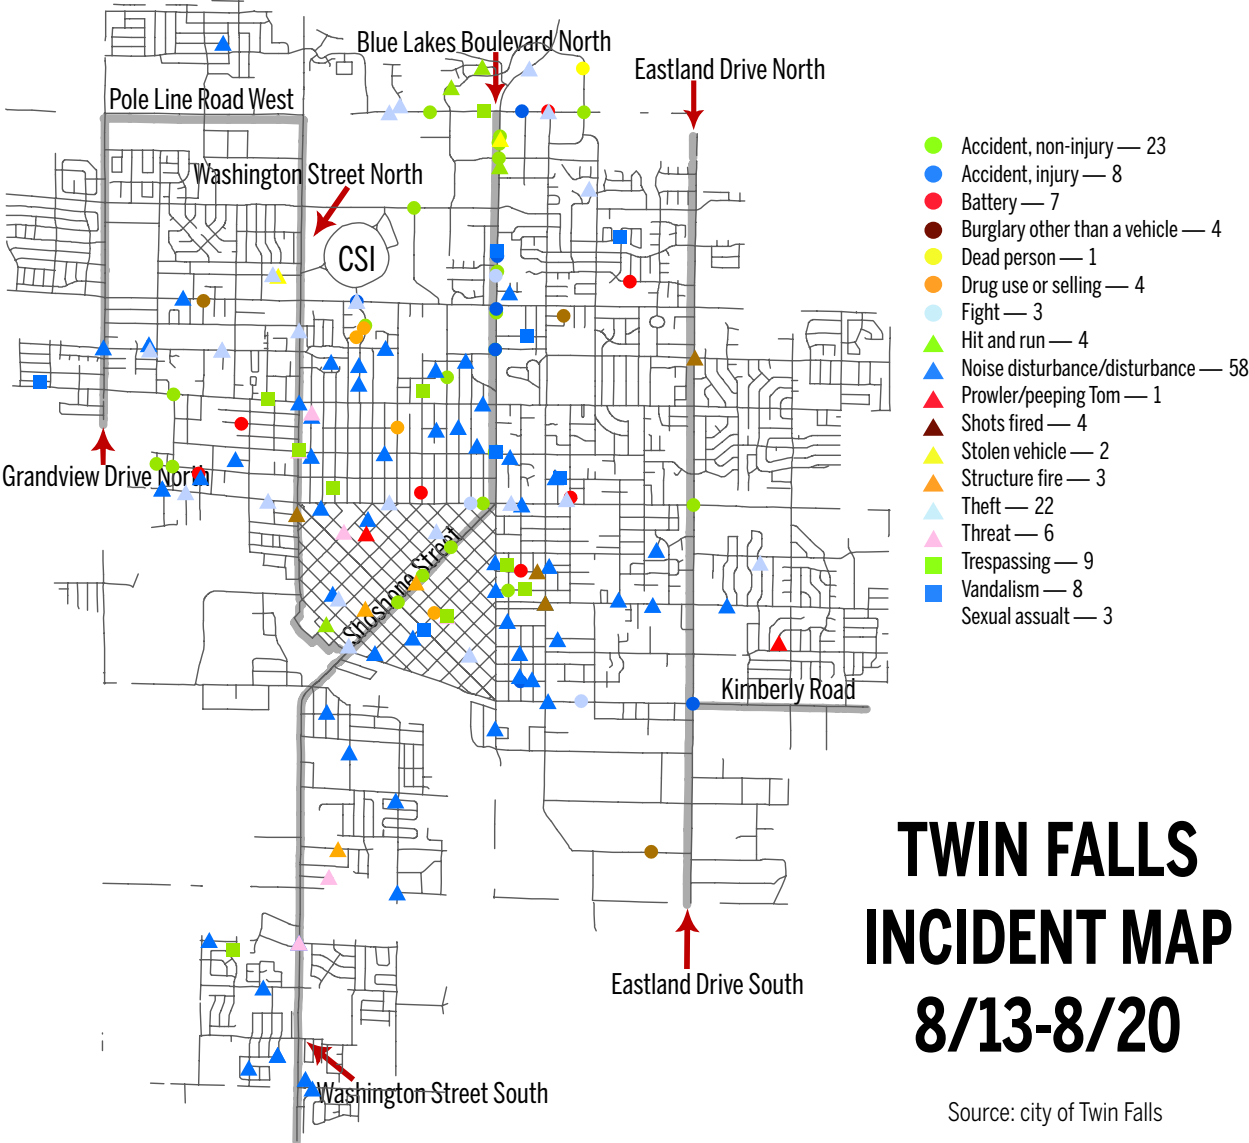 Blue Lakes Boulevard North
Eastland Drive North
Pole Line Road West
Washington Street North
CSI
Grandview Drive North
Shoshone Street
Kimberly Road
Eastland Drive South
Washington Street South
Accident, non-injury — 23
Accident, injury — 8
Battery — 7
Burglary other than a vehicle — 4
Dead person — 1
Drug use or selling — 4
Fight — 3
Hit and run — 4
Noise disturbance/disturbance — 58
Prowler/peeping Tom — 1
Shots fired — 4
Stolen vehicle — 2
Structure fire — 3
Theft — 22
Threat — 6
Trespassing — 9
Vandalism — 8
Sexual assualt — 3
TWIN FALLS
INCIDENT MAP
8/13-8/20
Source: city of Twin Falls